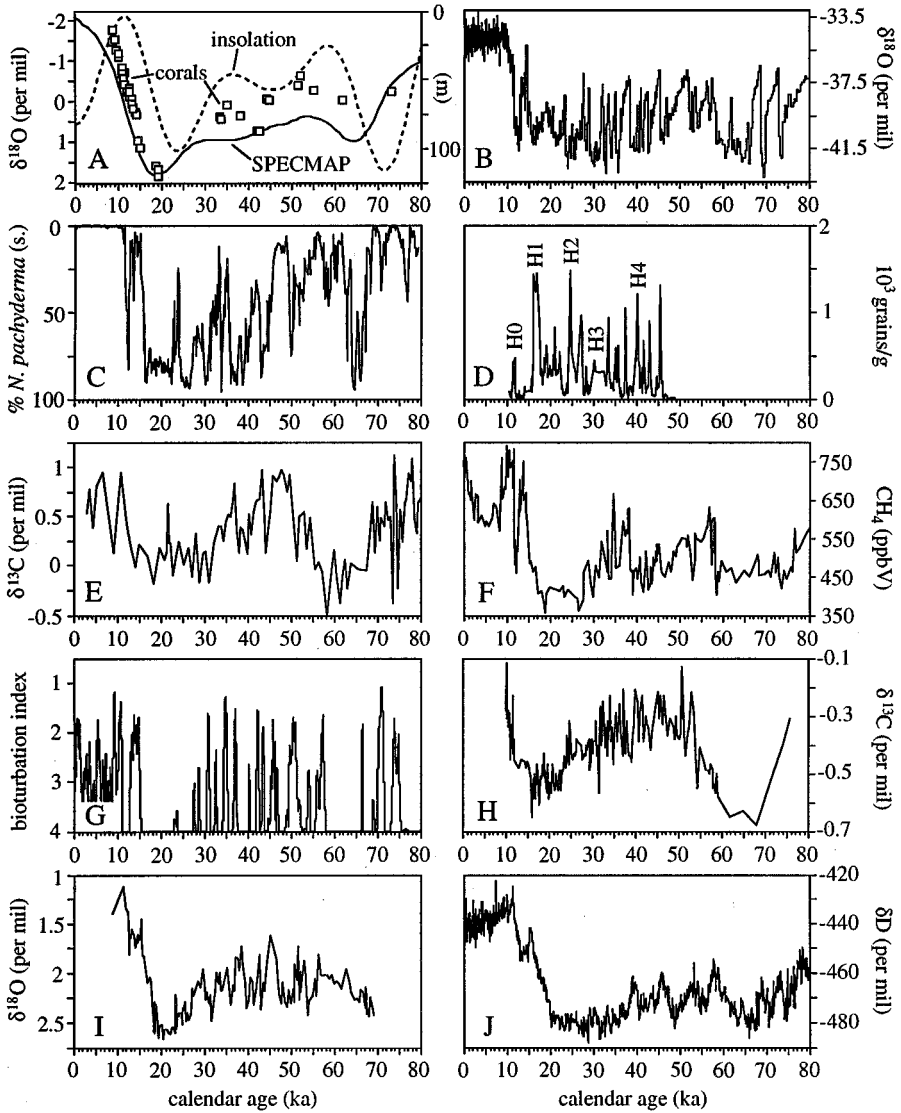 -2
-1
0
1
2
δ¹⁸O (per mil)
insolation
corals
SPECMAP
A
0
(m)
100
0 10 20 30 40 50 60 70 80
B
-33.5
-37.5
-41.5
δ¹⁸O (per mil)
0 10 20 30 40 50 60 70 80
0
50
100
% N. pachyderma (s.)
C
0 10 20 30 40 50 60 70 80
H0
H1
H2
H3
H4
D
2
1
0
10³ grains/g
0 10 20 30 40 50 60 70 80
1
0.5
0
-0.5
δ¹³C (per mil)
E
0 10 20 30 40 50 60 70 80
F
750
650
550
450
350
CH₄ (ppbV)
0 10 20 30 40 50 60 70 80
1
2
3
4
bioturbation index
G
0 10 20 30 40 50 60 70 80
H
-0.1
-0.3
-0.5
-0.7
δ¹³C (per mil)
0 10 20 30 40 50 60 70 80
1
1.5
2
2.5
δ¹⁸O (per mil)
I
0 10 20 30 40 50 60 70 80
calendar age (ka)
J
-420
-440
-460
-480
δD (per mil)
0 10 20 30 40 50 60 70 80
calendar age (ka)